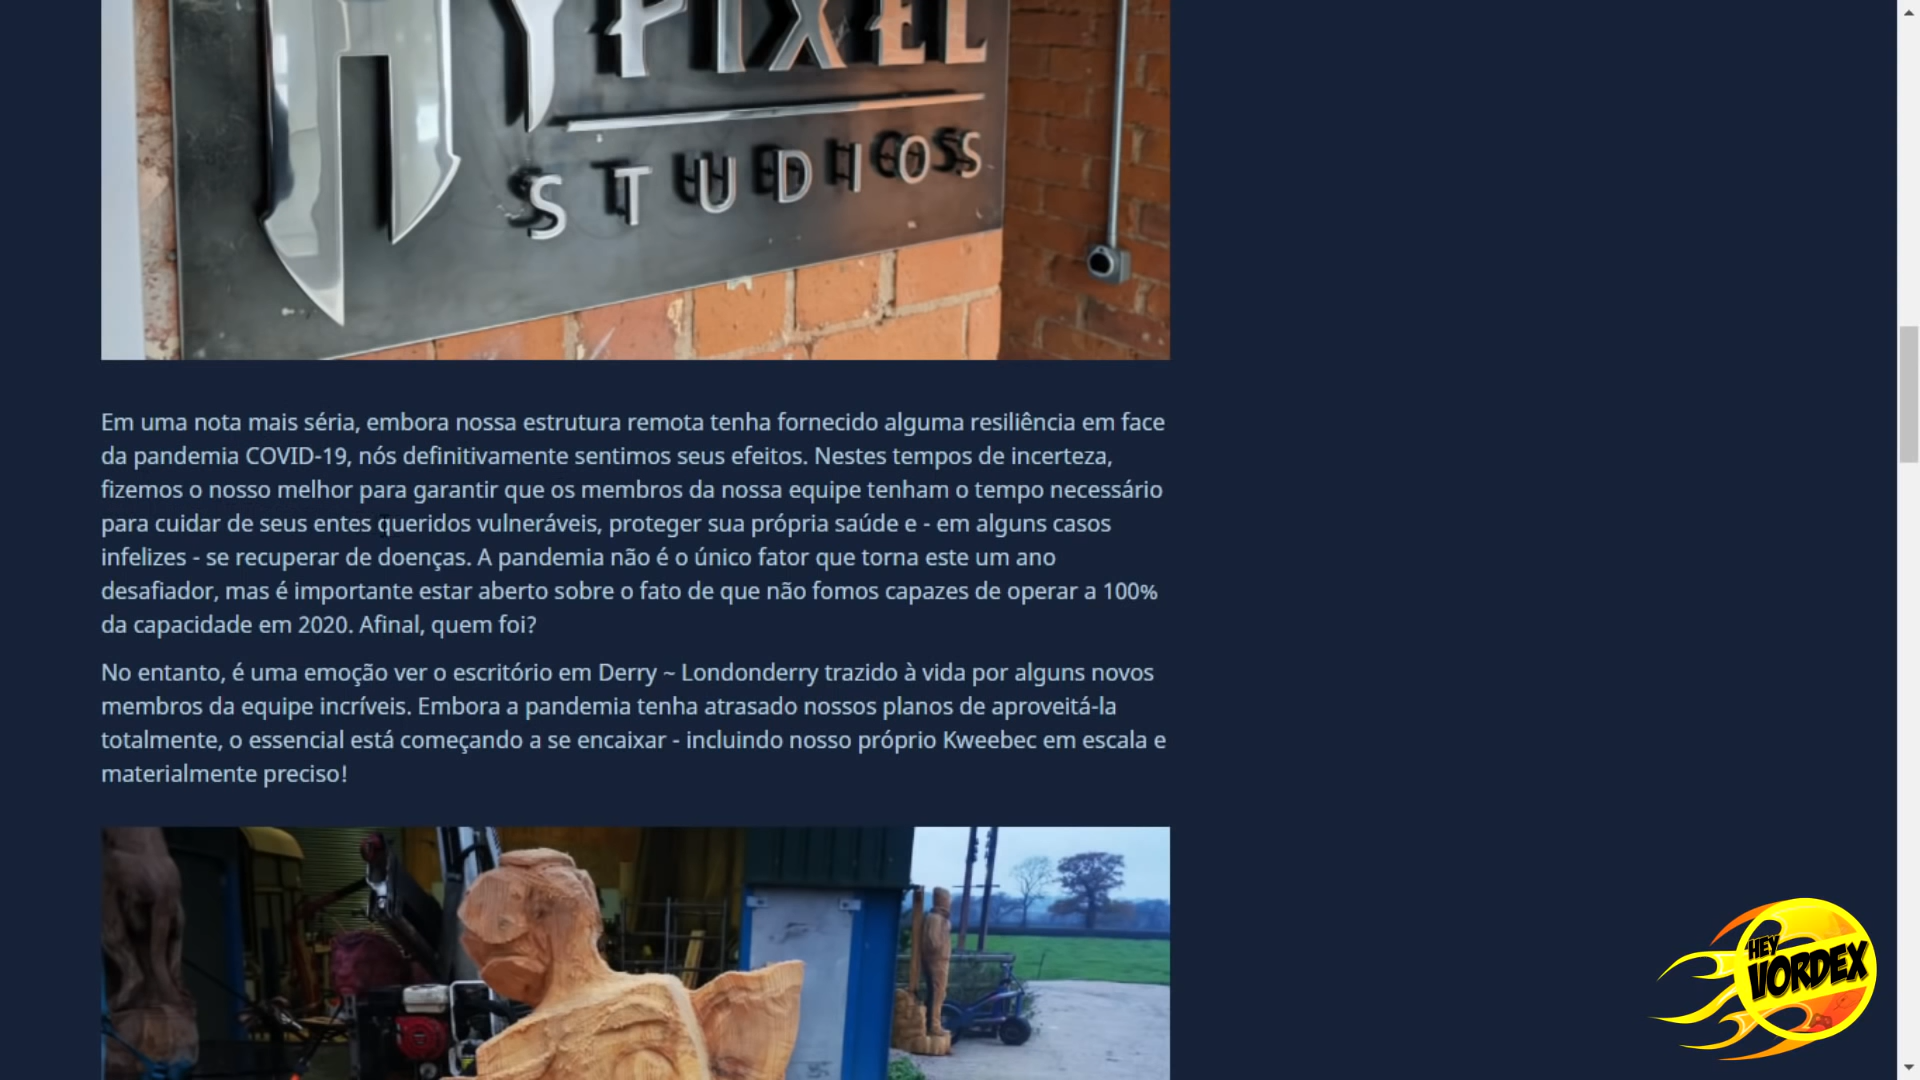 HYPIXEL
STUDIOS
Em uma nota mais séria, embora nossa estrutura remota tenha fornecido alguma resiliência em face
da pandemia COVID-19, nós definitivamente sentimos seus efeitos. Nestes tempos de incerteza,
fizemos o nosso melhor para garantir que os membros da nossa equipe tenham o tempo necessário
para cuidar de seus entes queridos vulneráveis, proteger sua própria saúde e - em alguns casos
infelizes - se recuperar de doenças. A pandemia não é o único fator que torna este um ano
desafiador, mas é importante estar aberto sobre o fato de que não fomos capazes de operar a 100%
da capacidade em 2020. Afinal, quem foi?
No entanto, é uma emoção ver o escritório em Derry ~ Londonderry trazido à vida por alguns novos
membros da equipe incríveis. Embora a pandemia tenha atrasado nossos planos de aproveitá-la
totalmente, o essencial está começando a se encaixar - incluindo nosso próprio Kweebec em escala e
materialmente preciso!
HEY
VORDEX